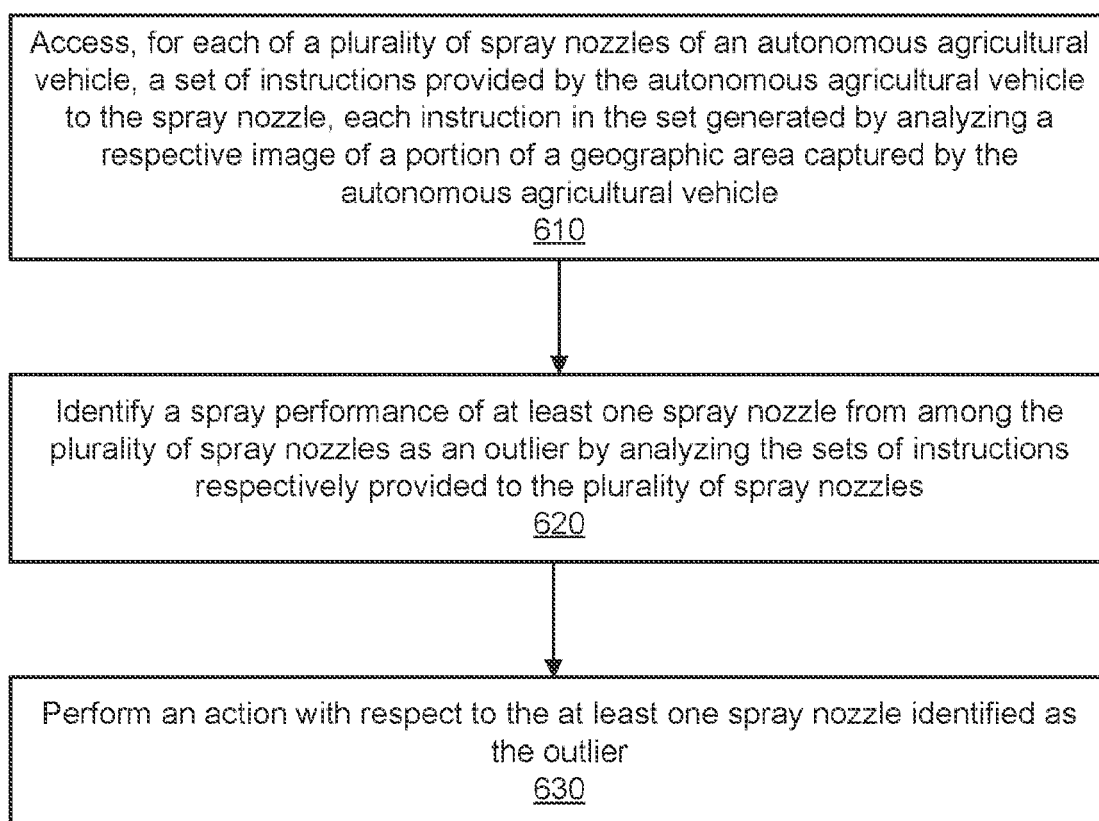 Access, for each of a plurality of spray nozzles of an autonomous agricultural
vehicle, a set of instructions provided by the autonomous agricultural vehicle
to the spray nozzle, each instruction in the set generated by analyzing a
respective image of a portion of a geographic area captured by the
autonomous agricultural vehicle
610
Identify a spray performance of at least one spray nozzle from among the
plurality of spray nozzles as an outlier by analyzing the sets of instructions
respectively provided to the plurality of spray nozzles
620
Perform an action with respect to the at least one spray nozzle identified as
the outlier
630